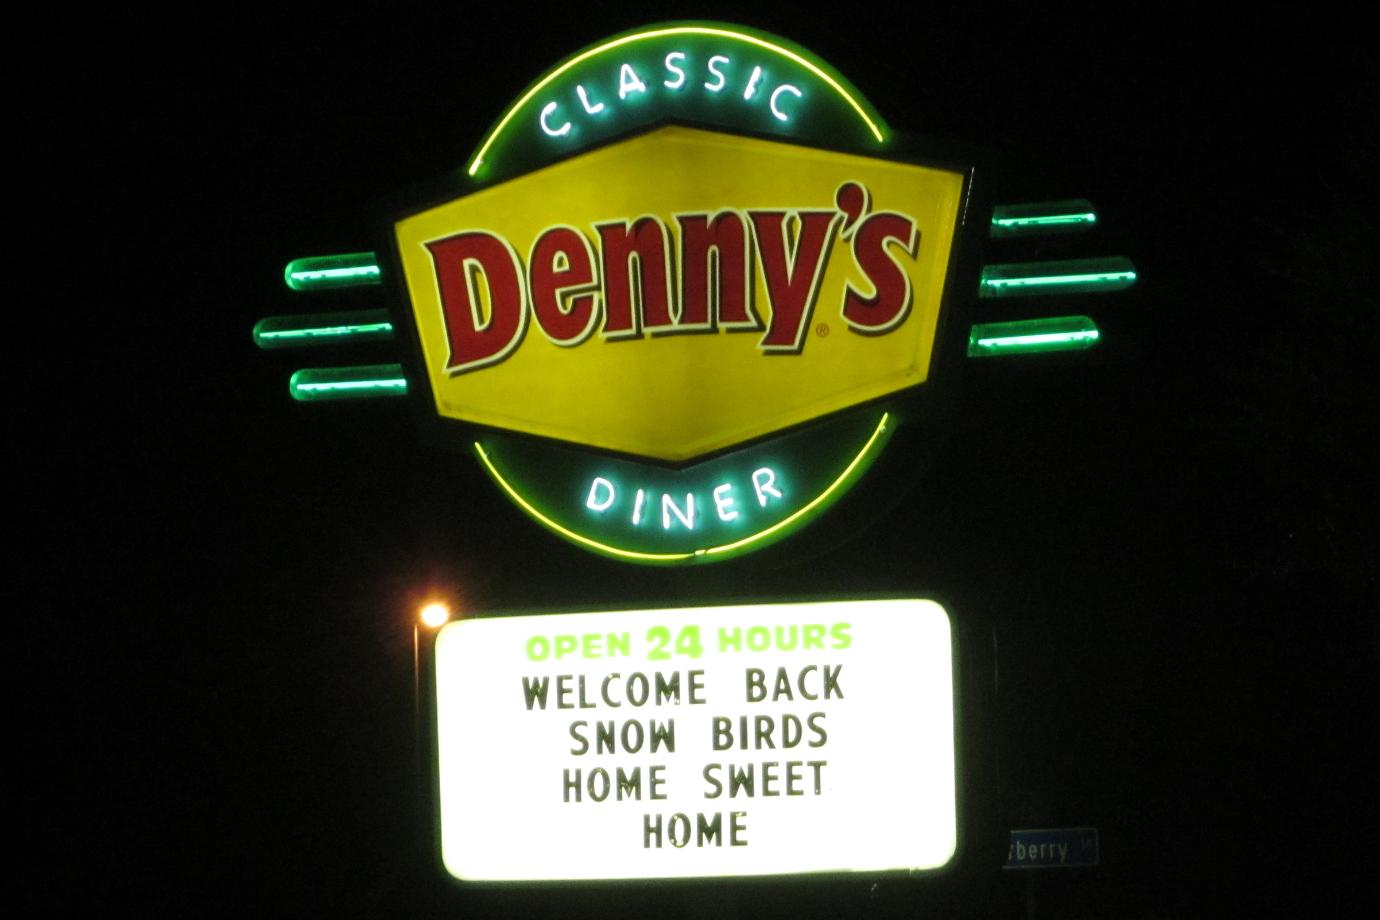 CLASSIC
Denny's
®
DINER
OPEN 24 HOURS
WELCOME BACK
SNOW BIRDS
HOME SWEET
HOME